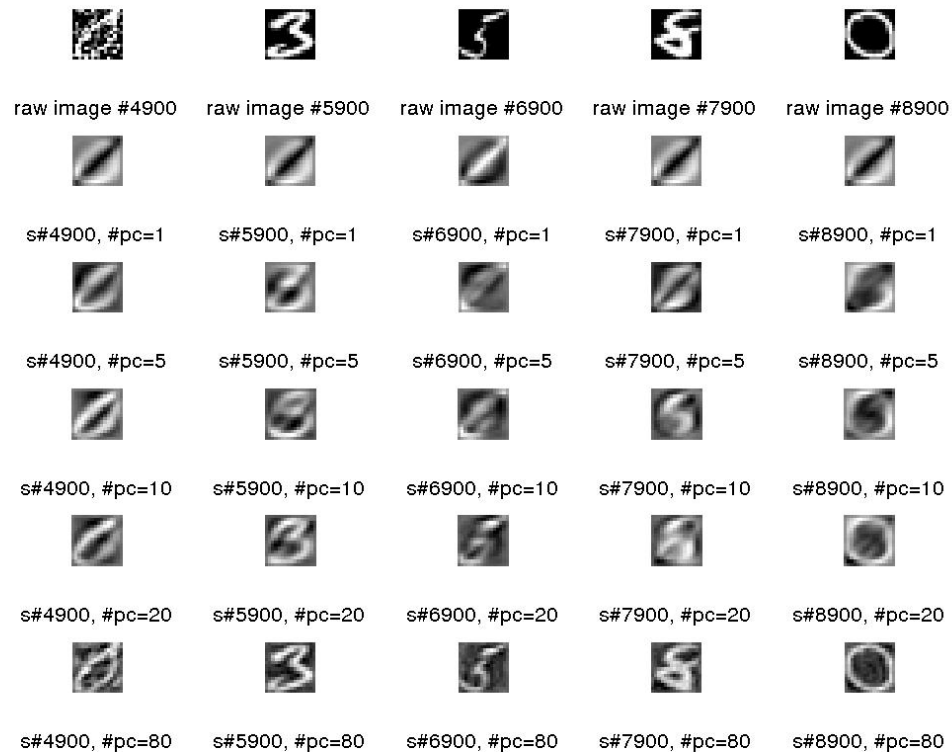 raw image #4900 raw image #5900 raw image #6900 raw image #7900 raw image #8900
s#4900, #pc=1 s#5900, #pc=1 s#6900, #pc=1 s#7900, #pc=1 s#8900, #pc=1
s#4900, #pc=5 s#5900, #pc=5 s#6900, #pc=5 s#7900, #pc=5 s#8900, #pc=5
s#4900, #pc=10 s#5900, #pc=10 s#6900, #pc=10 s#7900, #pc=10 s#8900, #pc=10
s#4900, #pc=20 s#5900, #pc=20 s#6900, #pc=20 s#7900, #pc=20 s#8900, #pc=20
s#4900, #pc=80 s#5900, #pc=80 s#6900, #pc=80 s#7900, #pc=80 s#8900, #pc=80